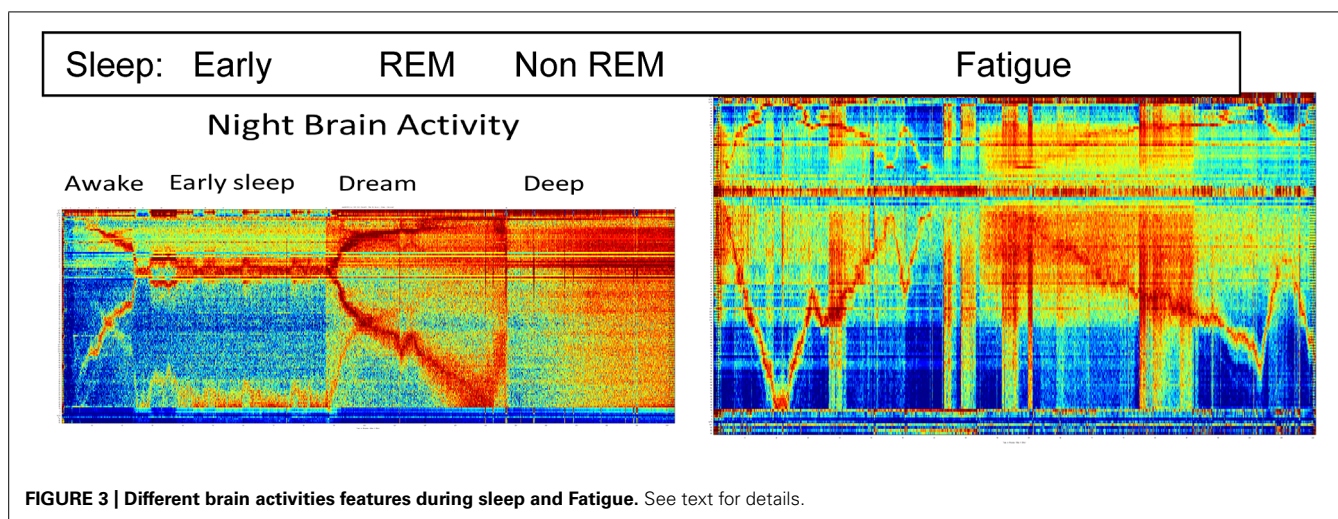 Sleep: Early REM Non REM Fatigue
Night Brain Activity
Awake Early sleep Dream Deep
FIGURE 3 | Different brain activities features during sleep and Fatigue. See text for details.